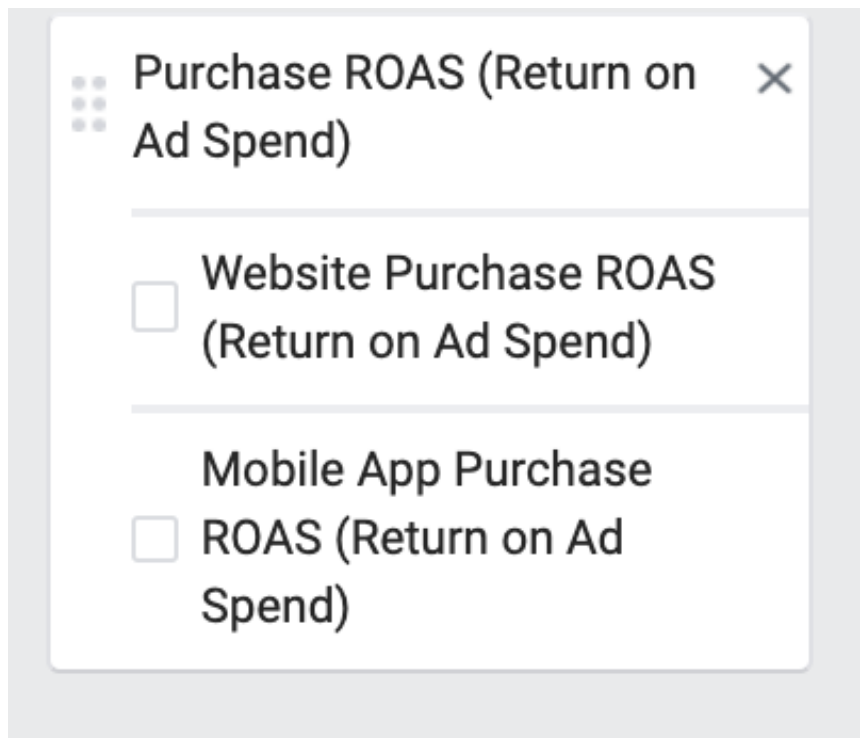 Purchase ROAS (Return on
Ad Spend)
Website Purchase ROAS
(Return on Ad Spend)
Mobile App Purchase
ROAS (Return on Ad
Spend)